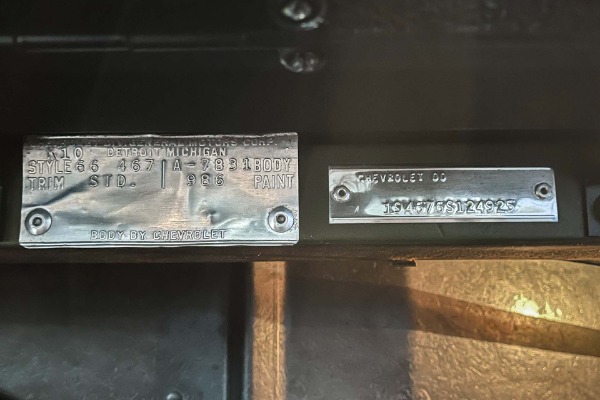 GENERAL MOTORS CORP.
K10 DETROIT MICHIGAN
STYLE 66 467 A-7831 BODY
TRIM STD. 986 PAINT
BODY BY CHEVROLET
CHEVROLET CO
194676S124925